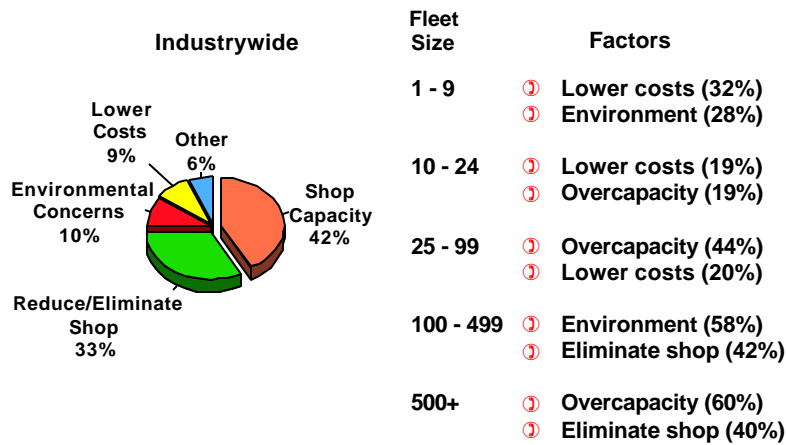 Industrywide
Lower
Costs
9%
Other
6%
Environmental
Concerns
10%
Shop
Capacity
42%
Reduce/Eliminate
Shop
33%
Fleet
Size
Factors
1 - 9
Lower costs (32%)
Environment (28%)
10 - 24
Lower costs (19%)
Overcapacity (19%)
25 - 99
Overcapacity (44%)
Lower costs (20%)
100 - 499
Environment (58%)
Eliminate shop (42%)
500+
Overcapacity (60%)
Eliminate shop (40%)